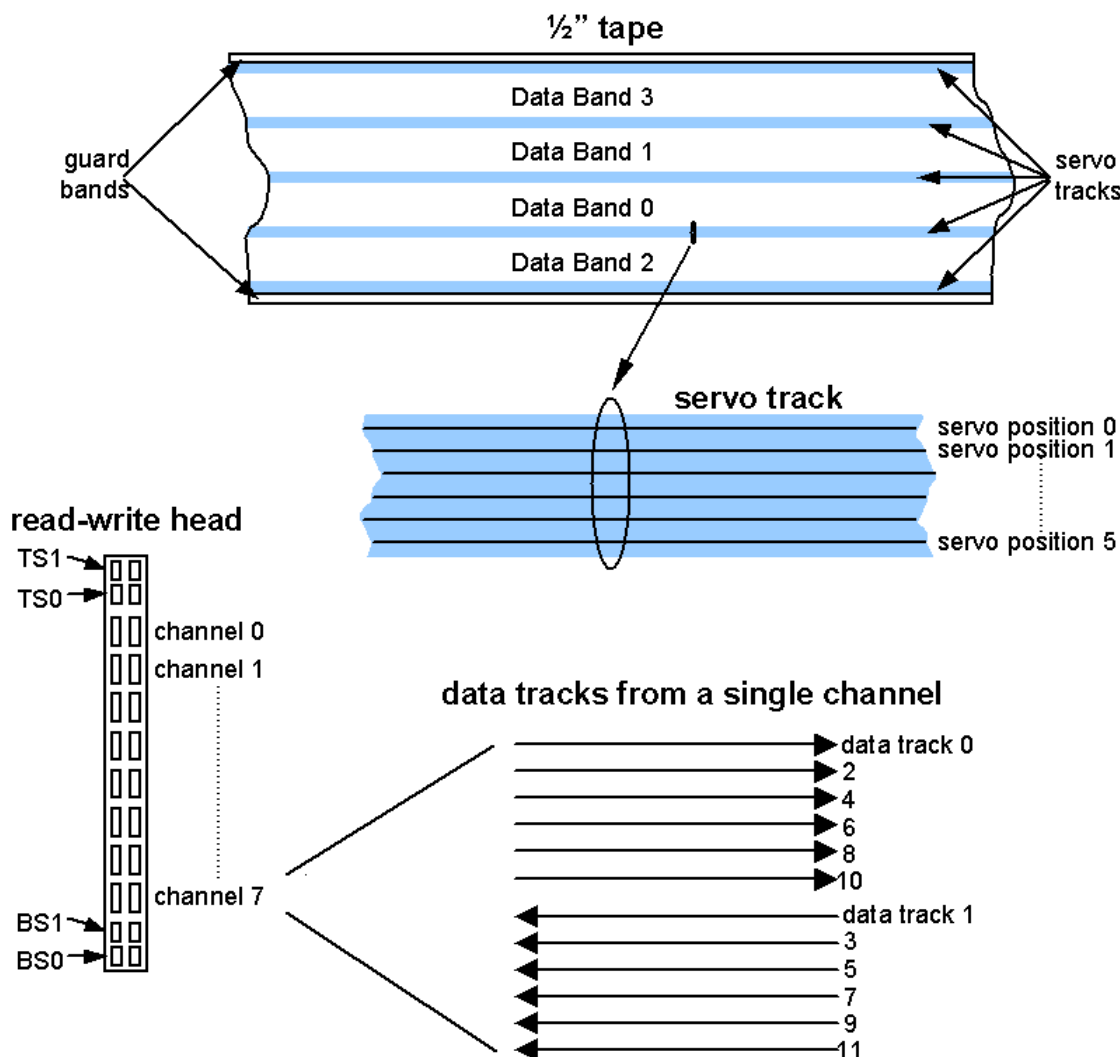 ½” tape
Data Band 3
Data Band 1
Data Band 0
Data Band 2
guard
bands
servo
tracks
servo track
servo position 0
servo position 1
servo position 5
read-write head
TS1
TS0
channel 0
channel 1
channel 7
BS1
BS0
data tracks from a single channel
data track 0
2
4
6
8
10
data track 1
3
5
7
9
11